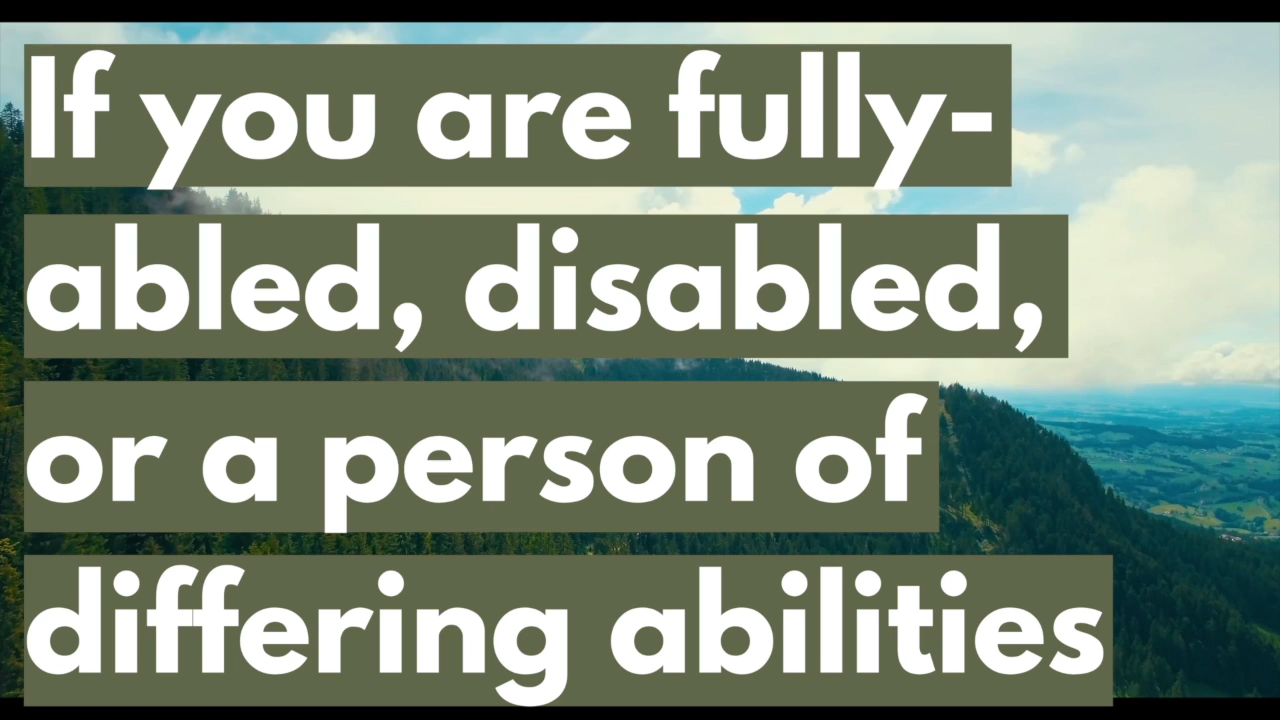 If you are fully-
abled, disabled,
or a person of
differing abilities